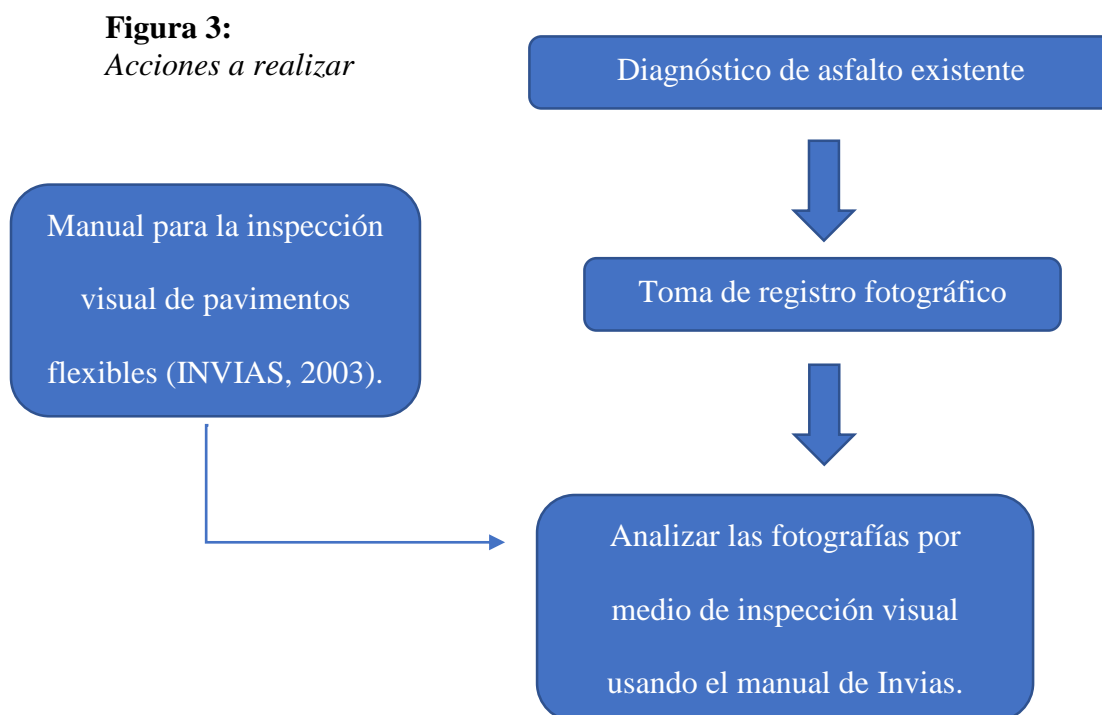 Figura 3:
Acciones a realizar
Diagnóstico de asfalto existente
Manual para la inspección
visual de pavimentos
flexibles (INVIAS, 2003).
Toma de registro fotográfico
Analizar las fotografías por
medio de inspección visual
usando el manual de Invias.